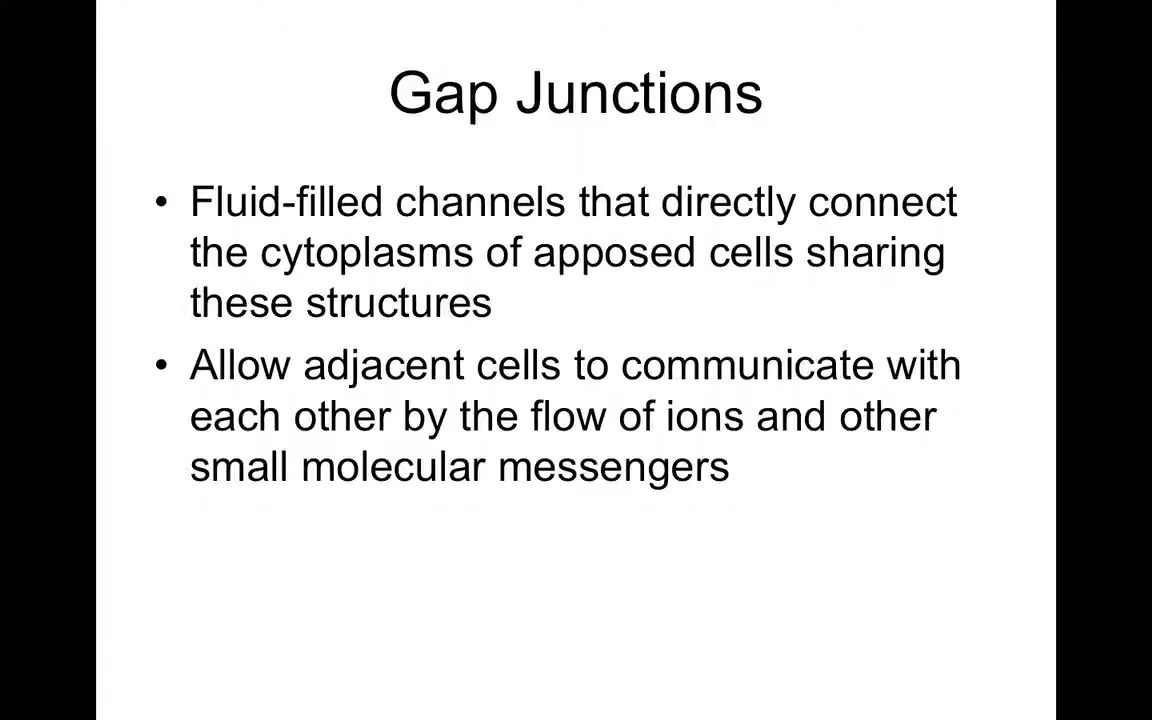 Gap Junctions
• Fluid-filled channels that directly connect
the cytoplasms of apposed cells sharing
these structures
• Allow adjacent cells to communicate with
each other by the flow of ions and other
small molecular messengers